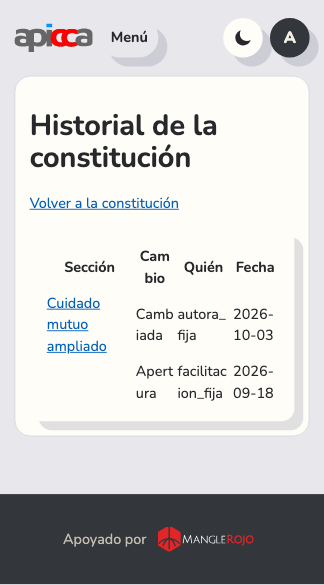 apicca
Menú
A
Historial de la
constitución
Volver a la constitución
Sección
Cam
bio
Quién
Fecha
Cuidado
mutuo
ampliado
Camb
iada
autora_
fija
2026-
10-03
Apert
ura
facilitac
ion_fija
2026-
09-18
Apoyado por
MANGLEROJO